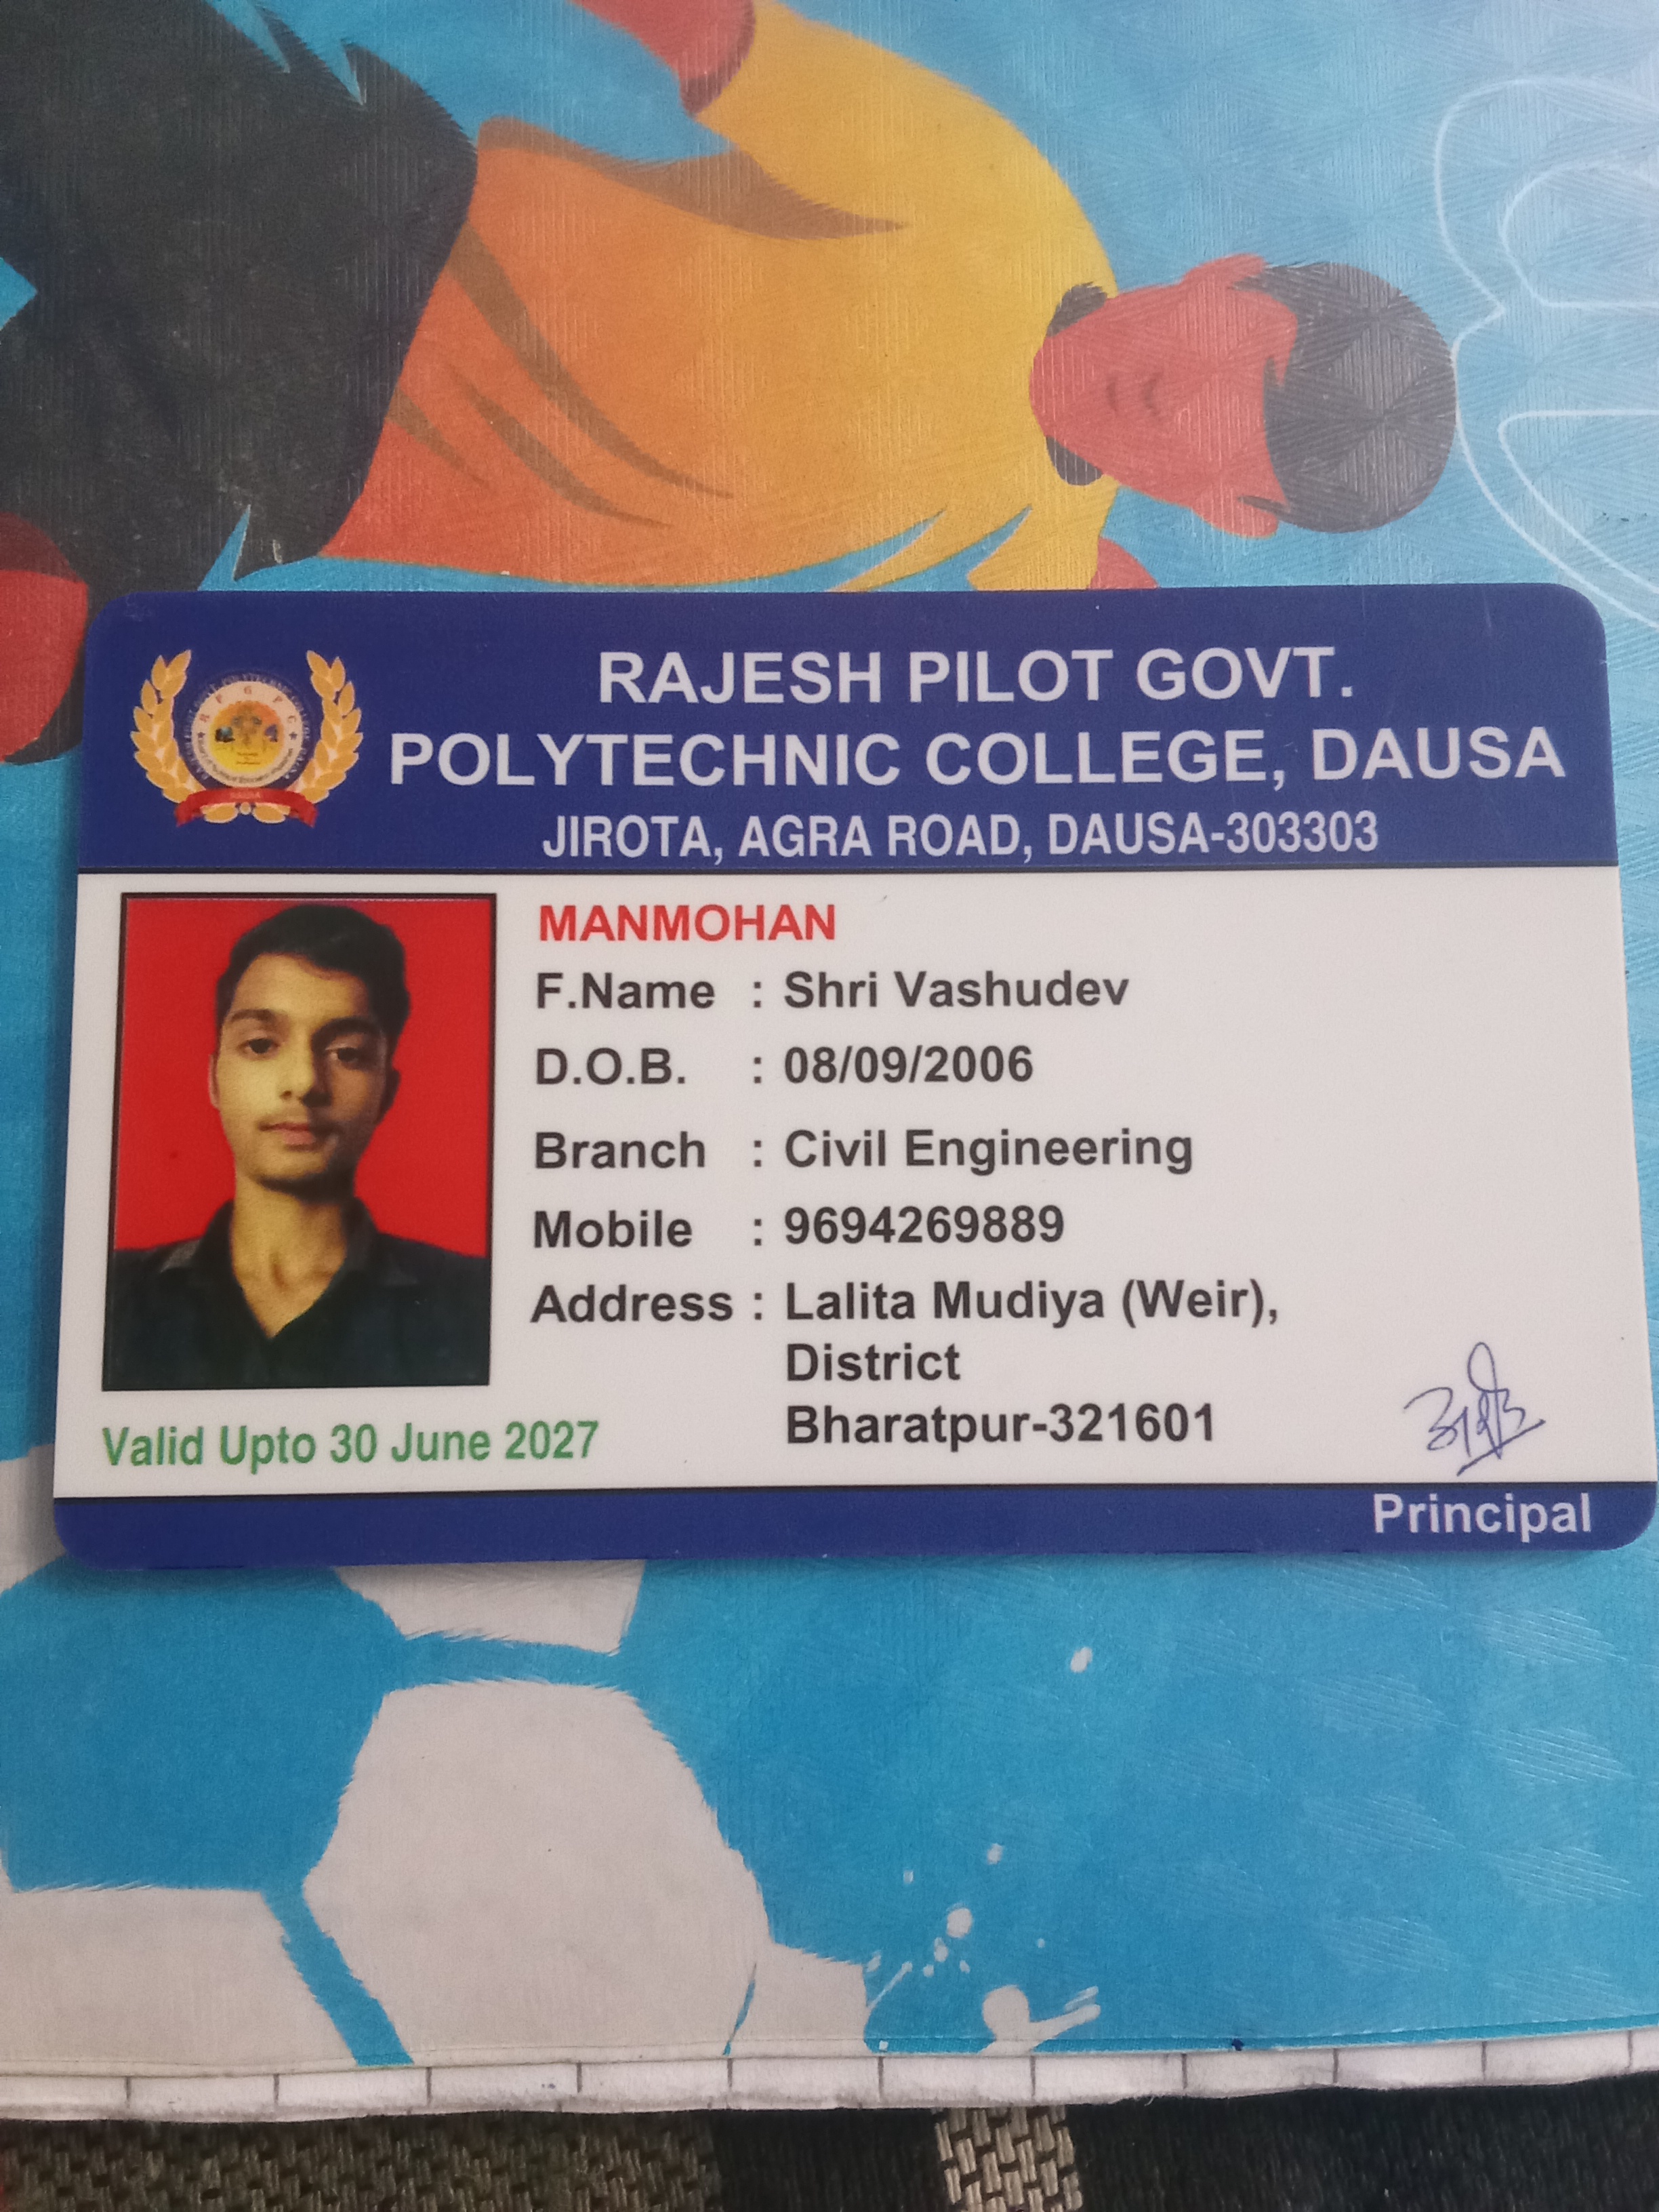 RAJESH PILOT GOVT.
POLYTECHNIC COLLEGE, DAUSA
JIROTA, AGRA ROAD, DAUSA-303303
R P G P C
MANMOHAN
F.Name : Shri Vashudev
D.O.B. : 08/09/2006
Branch : Civil Engineering
Mobile : 9694269889
Address : Lalita Mudiya (Weir),
District
Bharatpur-321601
Valid Upto 30 June 2027
Principal